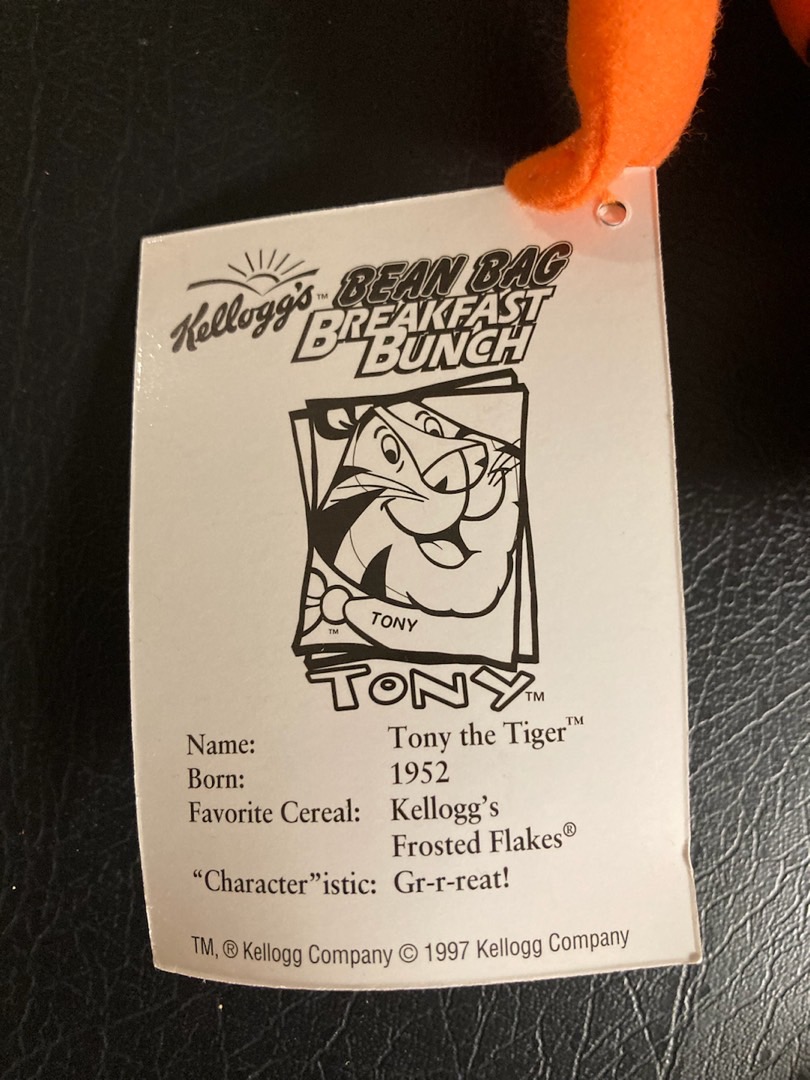 Kellogg's™ BEAN BAG
BREAKFAST
BUNCH
TONY
™
TONY™
Name: Tony the Tiger™
Born: 1952
Favorite Cereal: Kellogg's
Frosted Flakes®
“Character”istic: Gr-r-reat!
TM, ® Kellogg Company © 1997 Kellogg Company